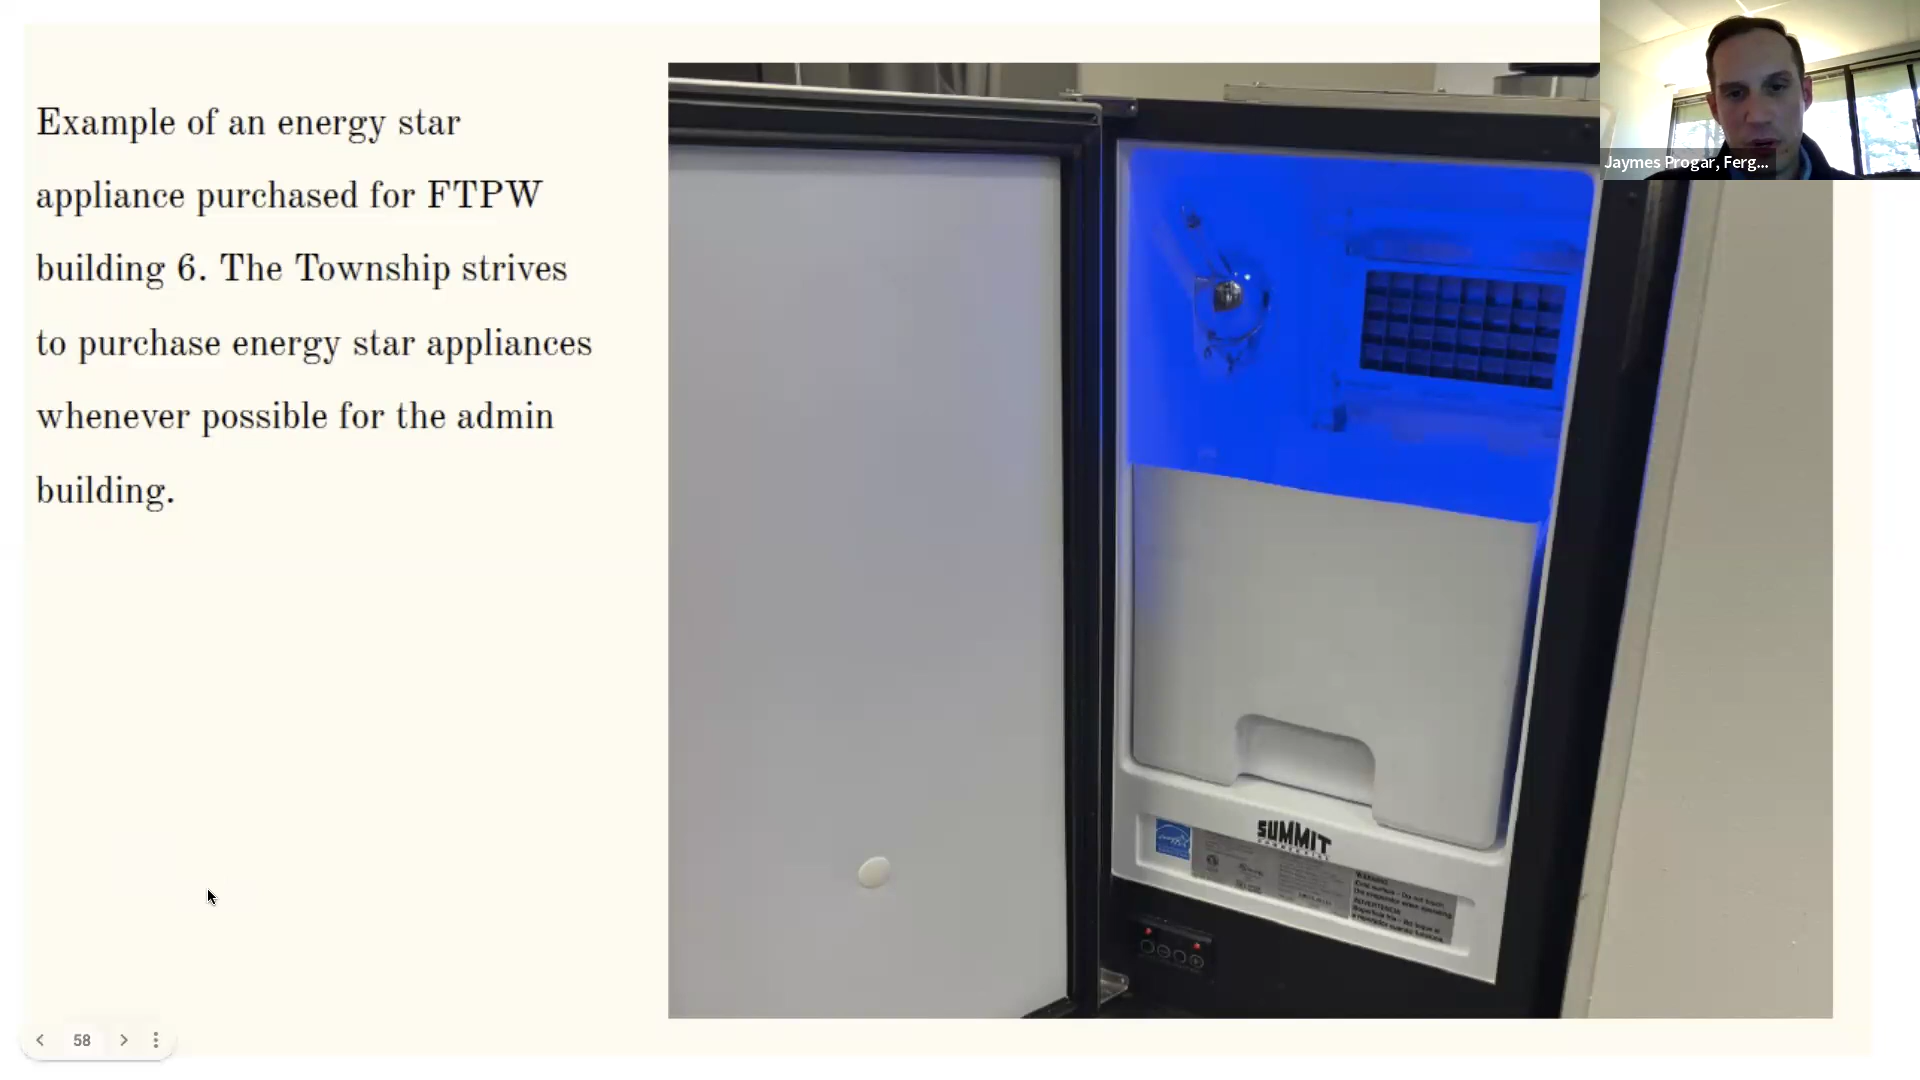 Example of an energy star
appliance purchased for FTPW
building 6. The Township strives
to purchase energy star appliances
whenever possible for the admin
building.
Jaymes Progar, Ferg...
SUMMIT
58